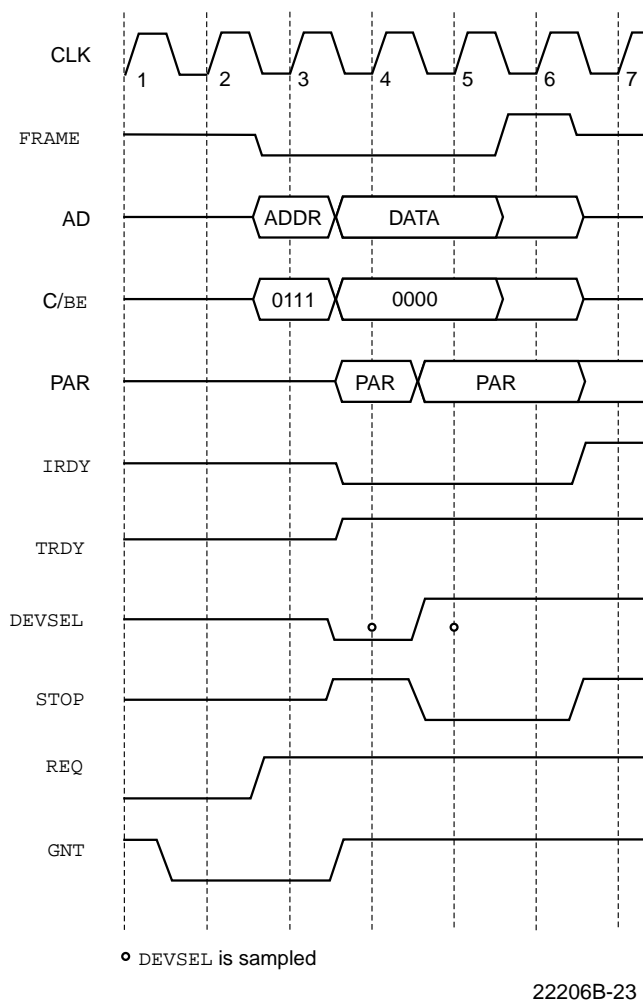 CLK
1 2 3 4 5 6 7
FRAME
AD
ADDR DATA
C/BE
0111 0000
PAR
PAR PAR
IRDY
TRDY
DEVSEL
STOP
REQ
GNT
DEVSEL is sampled
22206B-23